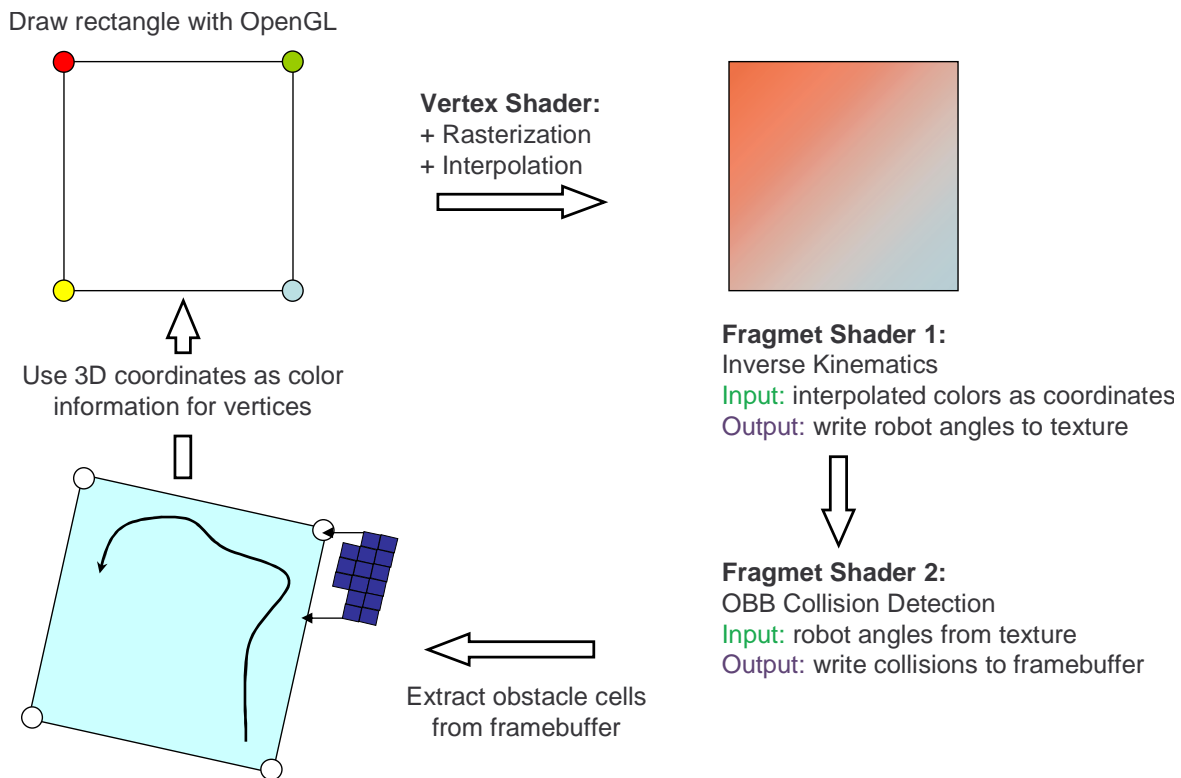 Draw rectangle with OpenGL
Vertex Shader:
+ Rasterization
+ Interpolation
Use 3D coordinates as color
information for vertices
Fragmet Shader 1:
Inverse Kinematics
Input: interpolated colors as coordinates
Output: write robot angles to texture
Fragmet Shader 2:
OBB Collision Detection
Input: robot angles from texture
Output: write collisions to framebuffer
Extract obstacle cells
from framebuffer